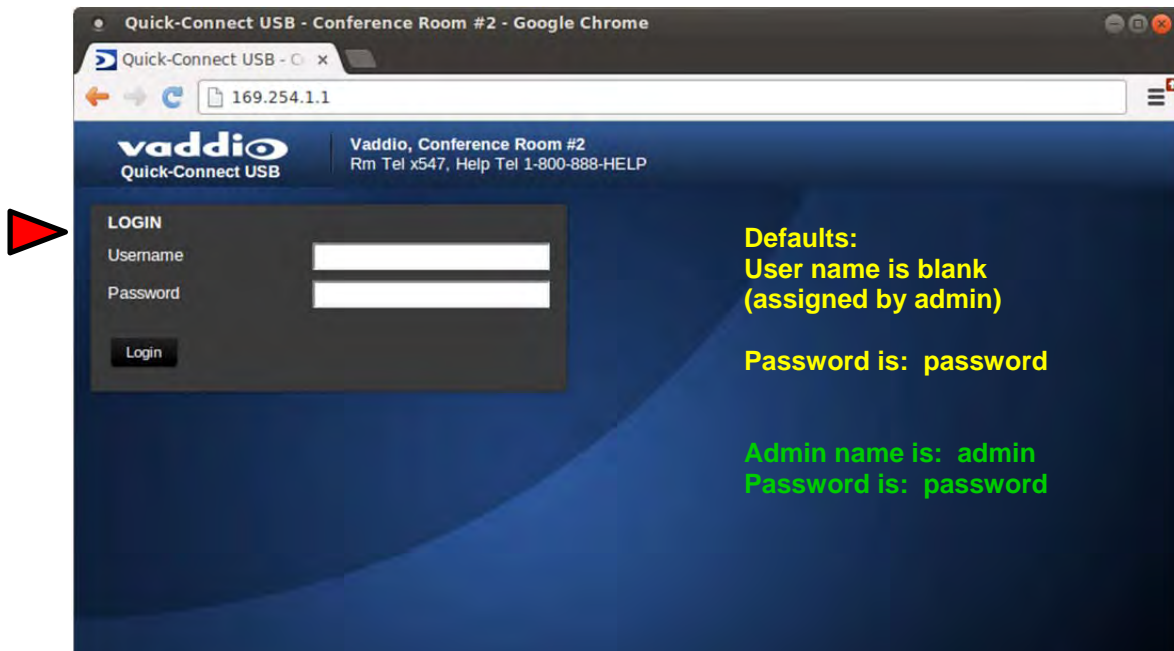 Quick-Connect USB - Conference Room #2 - Google Chrome
Quick-Connect USB - C
169.254.1.1
vaddio
Quick-Connect USB
Vaddio, Conference Room #2
Rm Tel x547, Help Tel 1-800-888-HELP
LOGIN
Username
Password
Login
Defaults:
User name is blank
(assigned by admin)
Password is: password
Admin name is: admin
Password is: password